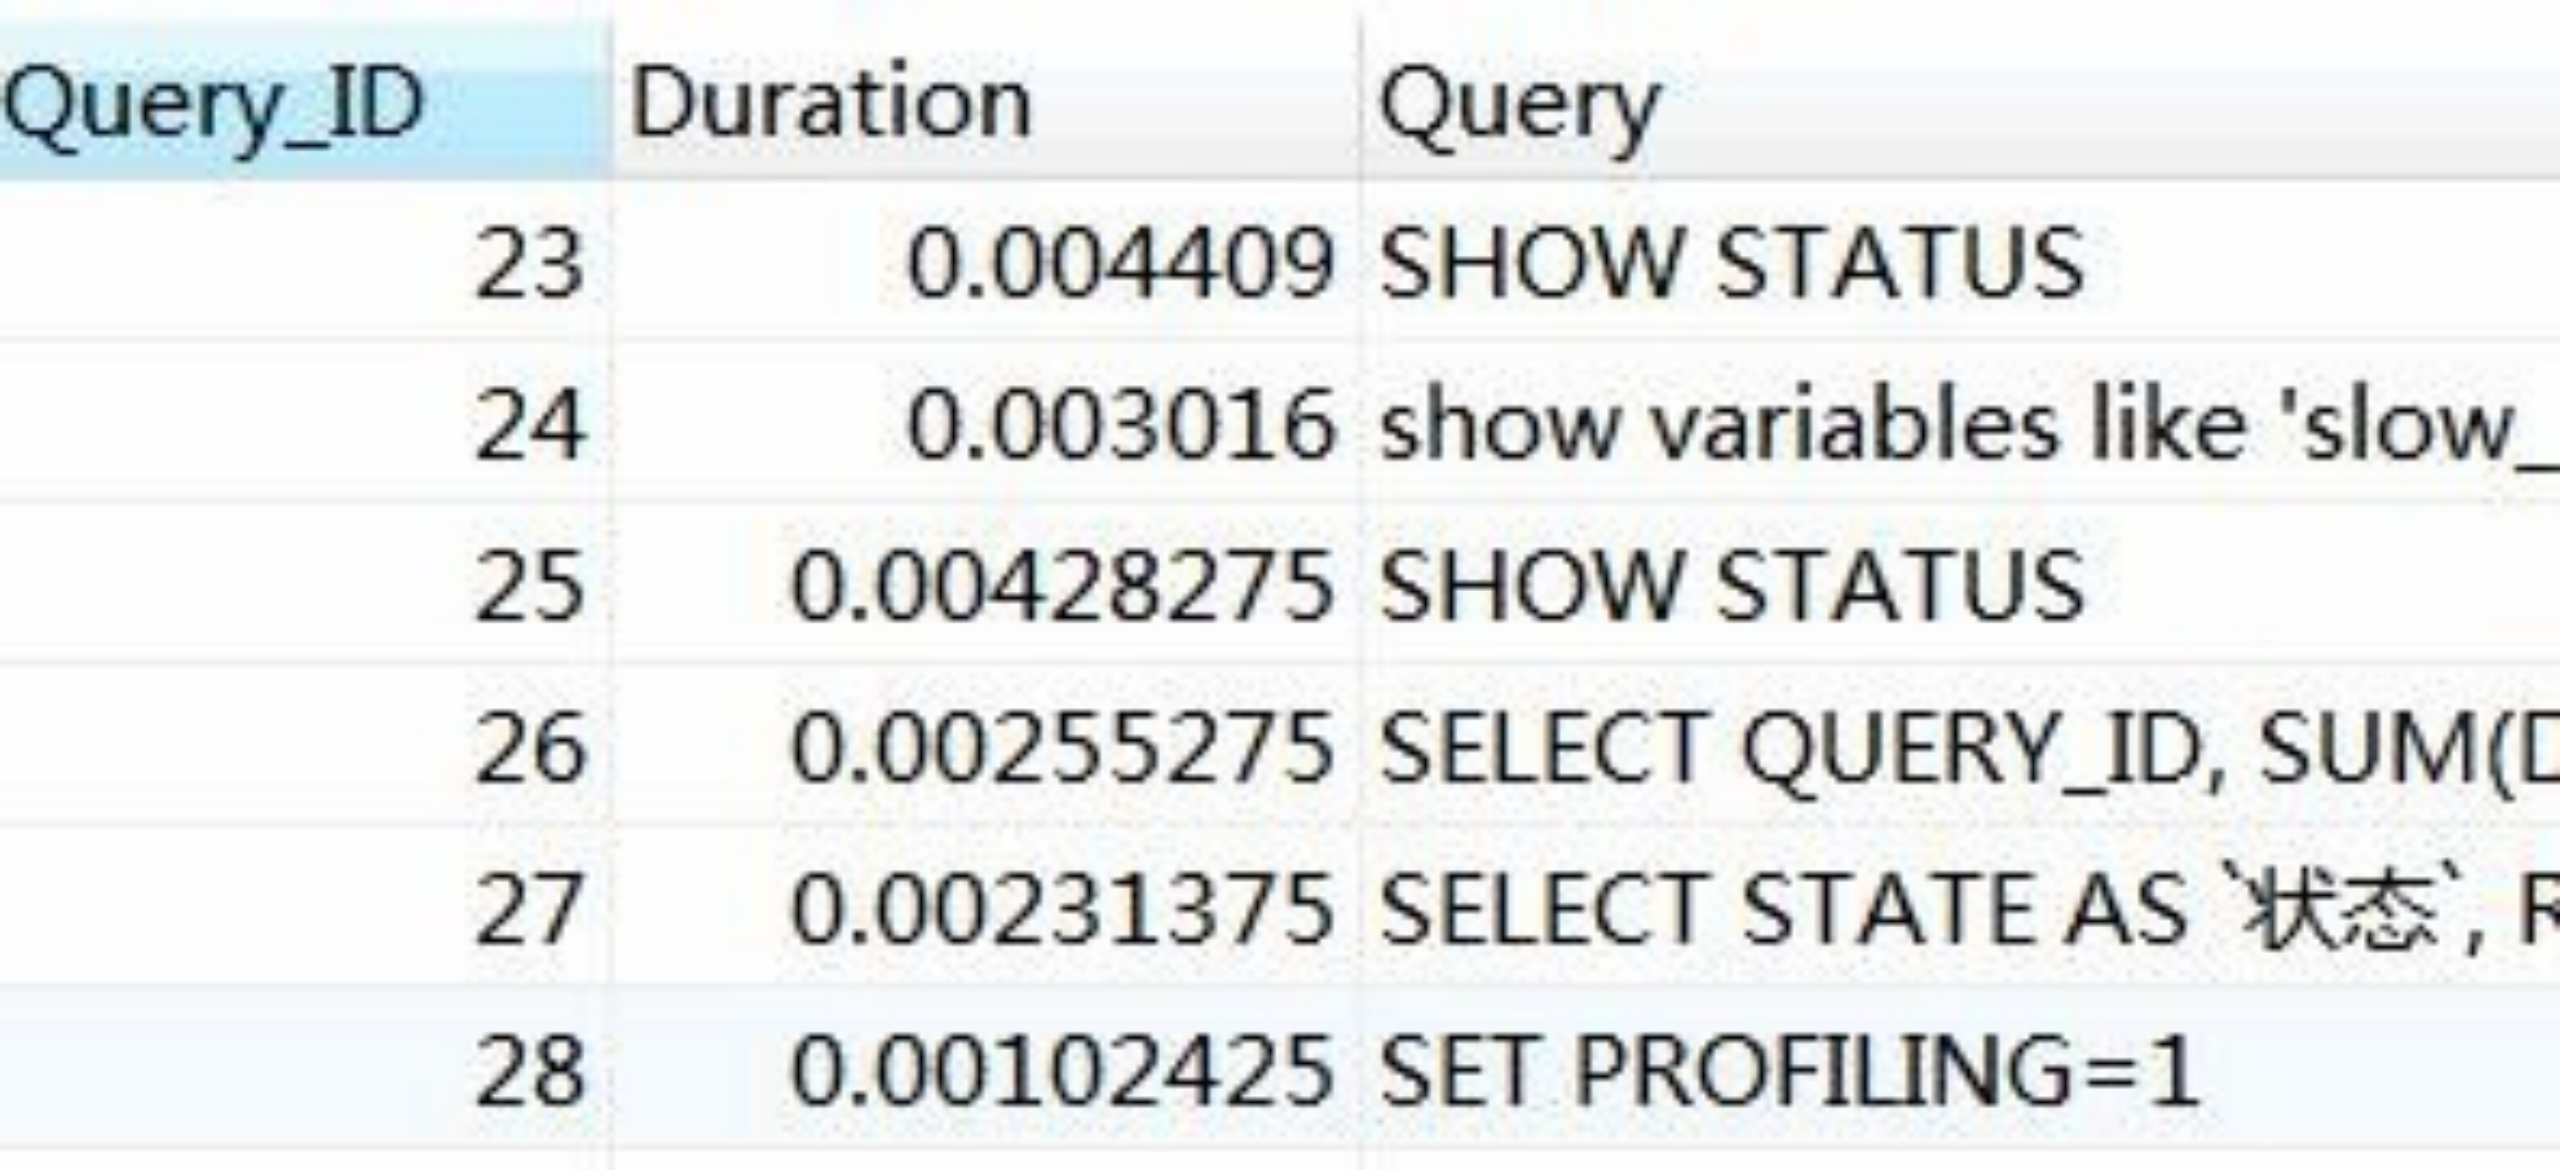 Query_ID Duration Query
23 0.004409 SHOW STATUS
24 0.003016 show variables like 'slow_
25 0.00428275 SHOW STATUS
26 0.00255275 SELECT QUERY_ID, SUM(D
27 0.00231375 SELECT STATE AS `状态`, R
28 0.00102425 SET PROFILING=1